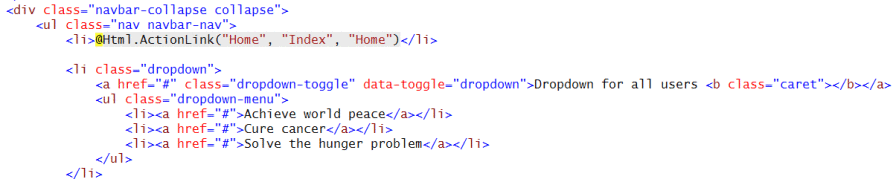 <div class="navbar-collapse collapse">
    <ul class="nav navbar-nav">
        <li>@Html.ActionLink("Home", "Index", "Home")</li>

        <li class="dropdown">
            <a href="#" class="dropdown-toggle" data-toggle="dropdown">Dropdown for all users <b class="caret"></b></a>
            <ul class="dropdown-menu">
                <li><a href="#">Achieve world peace</a></li>
                <li><a href="#">Cure cancer</a></li>
                <li><a href="#">Solve the hunger problem</a></li>
            </ul>
        </li>